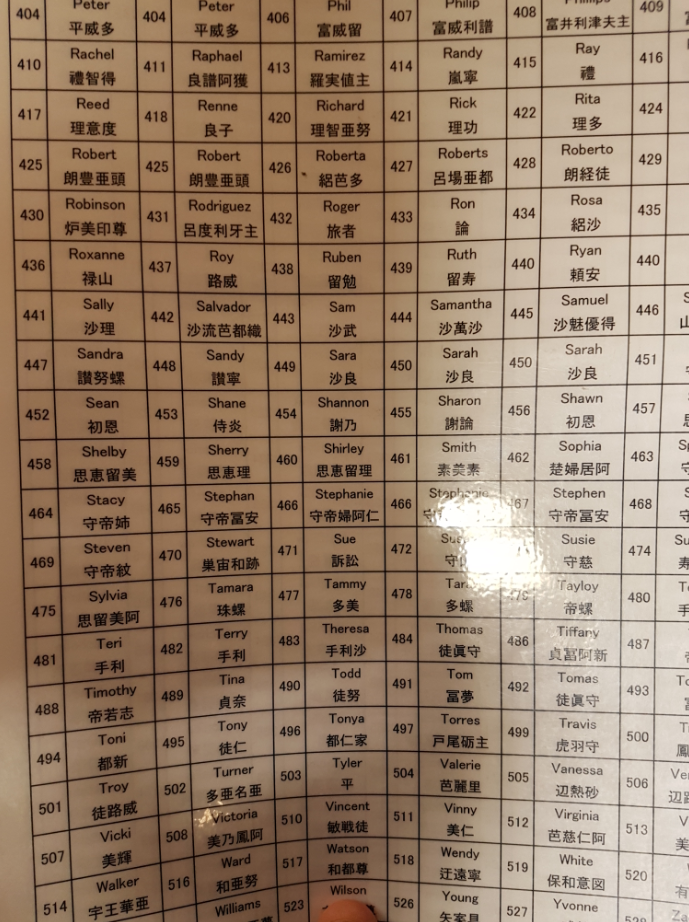 404 Peter 404 Peter 406 Phil 407 Philip 408 409
平威多 平威多 富威留 富威利譜 富井利津夫主
410 Rachel 411 Raphael 413 Ramirez 414 Randy 415 Ray 416
禮智得 良譜阿獲 羅実値主 嵐寧 禮
417 Reed 418 Renne 420 Richard 421 Rick 422 Rita 424
理意度 良子 理智亜努 理功 理多
425 Robert 425 Robert 426 Roberta 427 Roberts 428 Roberto 429
朗豊亜頭 朗豊亜頭 絽芭多 呂場亜都 朗経徒
430 Robinson 431 Rodriguez 432 Roger 433 Ron 434 Rosa 435
炉美印尊 呂度利牙主 旅者 論 絽沙
436 Roxanne 437 Roy 438 Ruben 439 Ruth 440 Ryan 440
禄山 路威 留勉 留寿 頼安
441 Sally 442 Salvador 443 Sam 444 Samantha 445 Samuel 446
沙理 沙流芭都織 沙武 沙萬沙 沙魅優得
447 Sandra 448 Sandy 449 Sara 450 Sarah 450 Sarah 451
讃努螺 讃寧 沙良 沙良 沙良
452 Sean 453 Shane 454 Shannon 455 Sharon 456 Shawn 457
初恩 侍炎 謝乃 謝論 初恩
458 Shelby 459 Sherry 460 Shirley 461 Smith 462 Sophia 463
思恵留美 思恵理 思恵留理 素美素 楚婦居阿
464 Stacy 465 Stephan 466 Stephanie 466 Stephanie Stephen 468
守帝姉 守帝冨安 守帝婦阿仁 守帝冨安
469 Steven 470 Stewart 471 Sue 472 Susie 474
守帝紋 巣宙和跡 訴訟 守慈
475 Sylvia 476 Tamara 477 Tammy 478 479 Tayloy 480
思留美阿 珠螺 多美 多螺 帝螺
481 Teri 482 Terry 483 Theresa 484 Thomas 486 Tiffany 487
手利 手利 手利沙 徒眞守 貞冨阿新
488 Timothy 489 Tina 490 Todd 491 Tom 492 Tomas 493
帝若志 貞奈 徒努 冨夢 徒眞守
494 Toni 495 Tony 496 Tonya 497 Torres 499 Travis 500
都新 徒仁 都仁家 戸尾砺主 虎羽守
501 Troy 502 Turner 503 Tyler 504 Valerie 505 Vanessa 506
徒路威 多亜名亜 平 芭麗里 辺熱砂
507 Vicki 508 Victoria 510 Vincent 511 Vinny 512 Virginia 513
美輝 美乃鳳阿 敏戦徒 美仁 芭慈仁阿
514 Walker 516 Ward 517 Watson 518 Wendy 519 White 520
宇王華亜 和亜努 和都尊 迂遠寧 保和意図
Williams 523 Wilson 526 Young 527 Yvonne